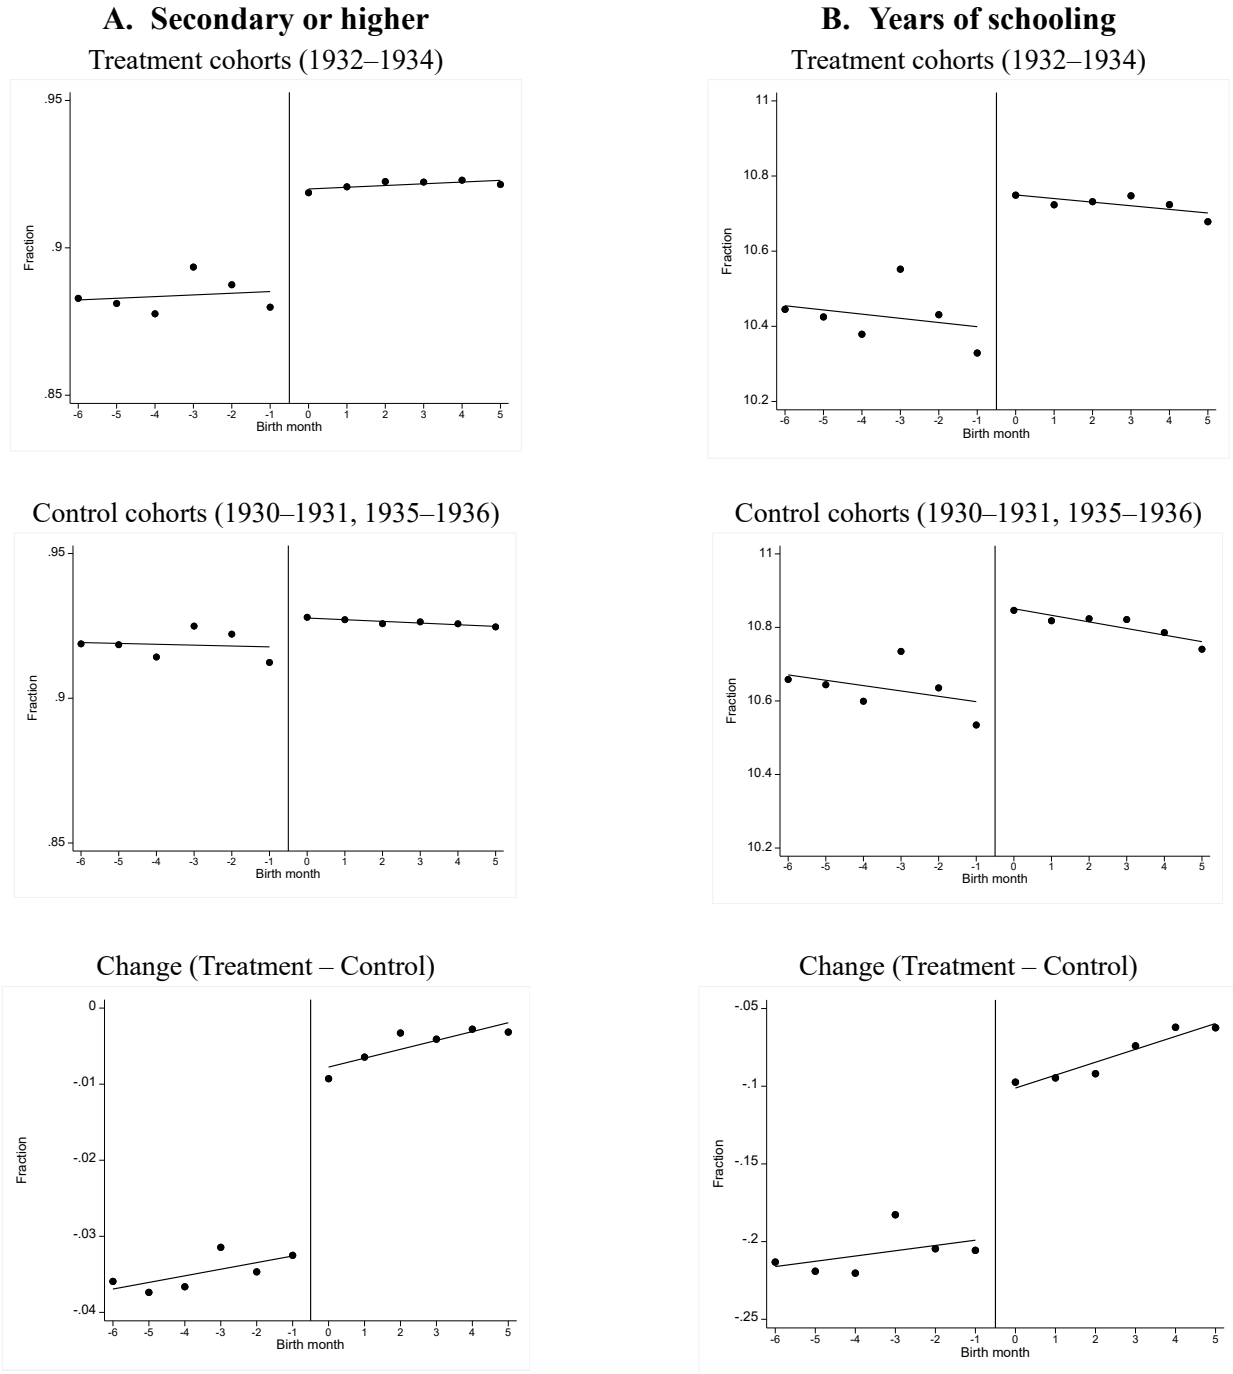 A. Secondary or higher
Treatment cohorts (1932–1934)
Fraction
.95
.9
.85
-6 -5 -4 -3 -2 -1 0 1 2 3 4 5
Birth month
B. Years of schooling
Treatment cohorts (1932–1934)
Fraction
11
10.8
10.6
10.4
10.2
-6 -5 -4 -3 -2 -1 0 1 2 3 4 5
Birth month
Control cohorts (1930–1931, 1935–1936)
Fraction
.95
.9
.85
-6 -5 -4 -3 -2 -1 0 1 2 3 4 5
Birth month
Control cohorts (1930–1931, 1935–1936)
Fraction
11
10.8
10.6
10.4
10.2
-6 -5 -4 -3 -2 -1 0 1 2 3 4 5
Birth month
Change (Treatment – Control)
Fraction
0
-.01
-.02
-.03
-.04
-6 -5 -4 -3 -2 -1 0 1 2 3 4 5
Birth month
Change (Treatment – Control)
Fraction
-.05
-.1
-.15
-.2
-.25
-6 -5 -4 -3 -2 -1 0 1 2 3 4 5
Birth month